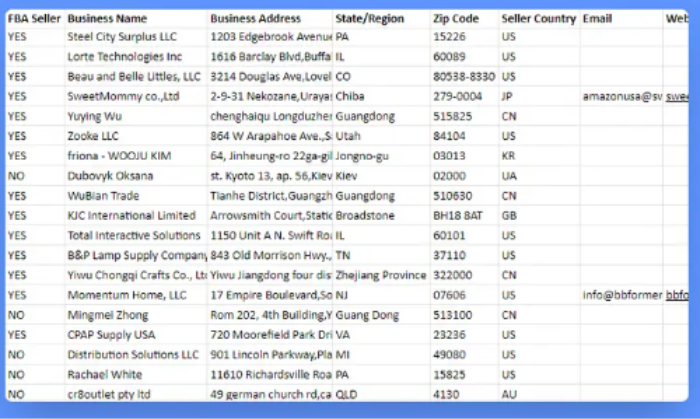 FBA Seller Business Name Business Address State/Region Zip Code Seller Country Email Web
YES Steel City Surplus LLC 1203 Edgebrook Avenue PA 15226 US
YES Lorte Technologies Inc 1616 Barclay Blvd,Buffa IL 60089 US
YES Beau and Belle Littles, LLC 3214 Douglas Ave,Lovel CO 80538-8330 US
YES SweetMommy co.,Ltd 2-9-31 Nekozane,Urayas Chiba 279-0004 JP amazonusa@sw swee
YES Yuying Wu chenghaiqu Longduzhen Guangdong 515825 CN
YES Zooke LLC 864 W Arapahoe Ave.,S Utah 84104 US
YES friona - WOOJU KIM 64, Jinheung-ro 22ga-gil Jongno-gu 03013 KR
NO Dubovyk Oksana st. Kyoto 13, ap. 56,Kiev Kiev 02000 UA
YES WuBian Trade Tianhe District,Guangzh Guangdong 510630 CN
YES KJC International Limited Arrowsmith Court,Static Broadstone BH18 8AT GB
YES Total Interactive Solutions 1150 Unit A N. Swift Roa IL 60101 US
YES B&P Lamp Supply Company 843 Old Morrison Hwy., TN 37110 US
YES Yiwu Chongqi Crafts Co., Ltd Yiwu Jiangdong four dis Zhejiang Province 322000 CN
YES Momentum Home, LLC 17 Empire Boulevard,So NJ 07606 US info@bbformer bbfo
NO Mingmei Zhong Rom 202, 4th Building,Y Guang Dong 513100 CN
YES CPAP Supply USA 720 Moorefield Park Dri VA 23236 US
NO Distribution Solutions LLC 901 Lincoln Parkway,Pla MI 49080 US
NO Rachael White 11610 Richardsville Roa PA 15825 US
NO cr8outlet pty ltd 49 german church rd,ca QLD 4130 AU